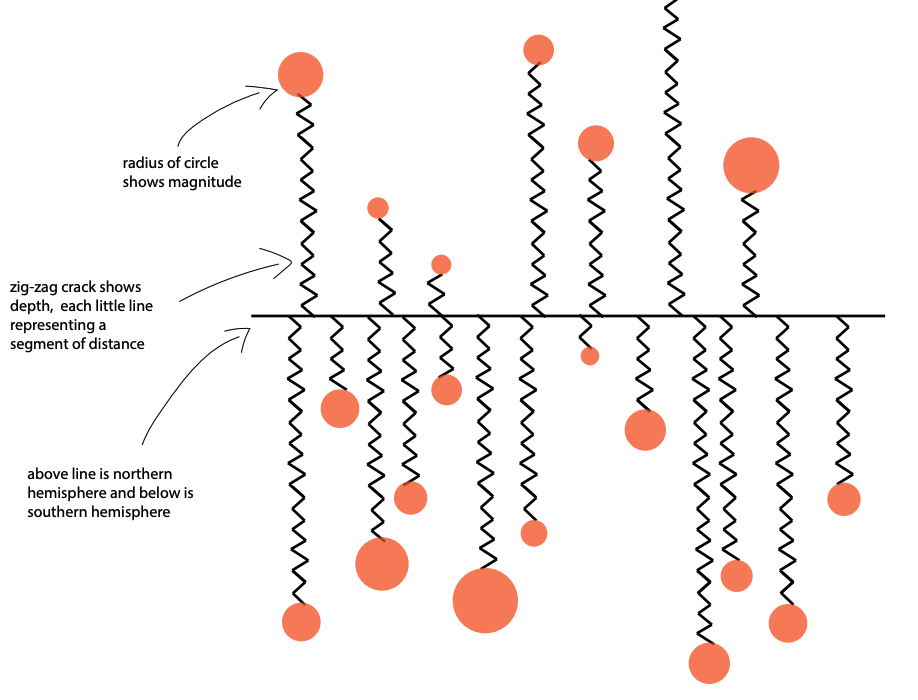 radius of circle
shows magnitude
zig-zag crack shows
depth,  each little line
representing a
segment of distance
above line is northern
hemisphere and below is
southern hemisphere